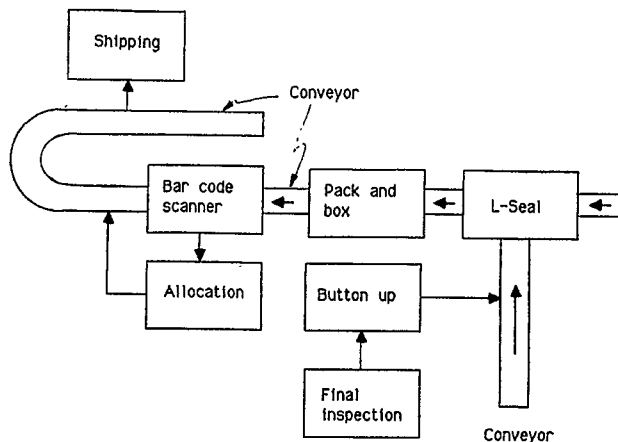 Shipping
Conveyor
Bar code
scanner
Pack and
box
L-Seal
Allocation
Button up
Final
inspection
Conveyor